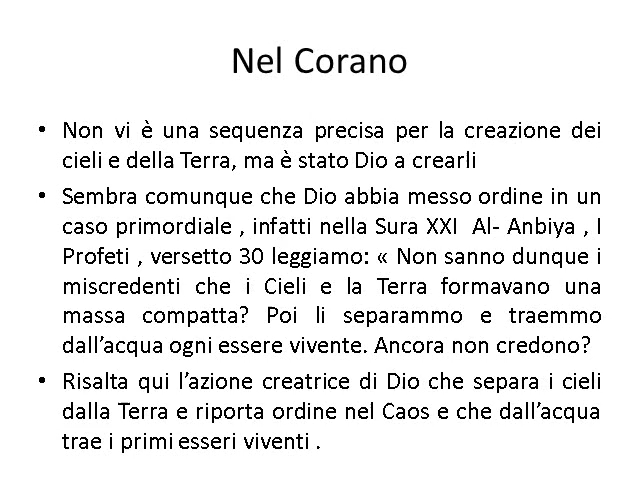 Nel Corano
• Non vi è una sequenza precisa per la creazione dei
cieli e della Terra, ma è stato Dio a crearli
• Sembra comunque che Dio abbia messo ordine in un
caso primordiale , infatti nella Sura XXI Al- Anbiya , I
Profeti , versetto 30 leggiamo: « Non sanno dunque i
miscredenti che i Cieli e la Terra formavano una
massa compatta? Poi li separammo e traemmo
dall’acqua ogni essere vivente. Ancora non credono?
• Risalta qui l’azione creatrice di Dio che separa i cieli
dalla Terra e riporta ordine nel Caos e che dall’acqua
trae i primi esseri viventi .